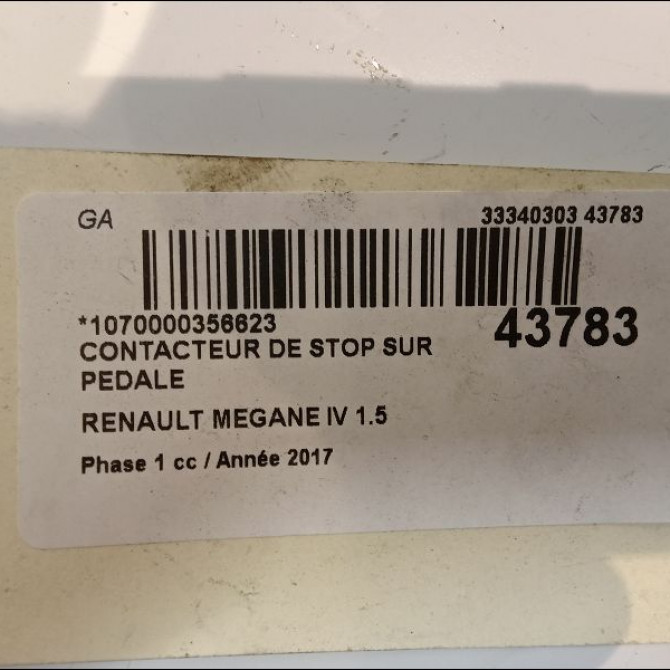 GA
33340303 43783
*1070000356623
43783
CONTACTEUR DE STOP SUR
PEDALE
RENAULT MEGANE IV 1.5
Phase 1 cc / Année 2017